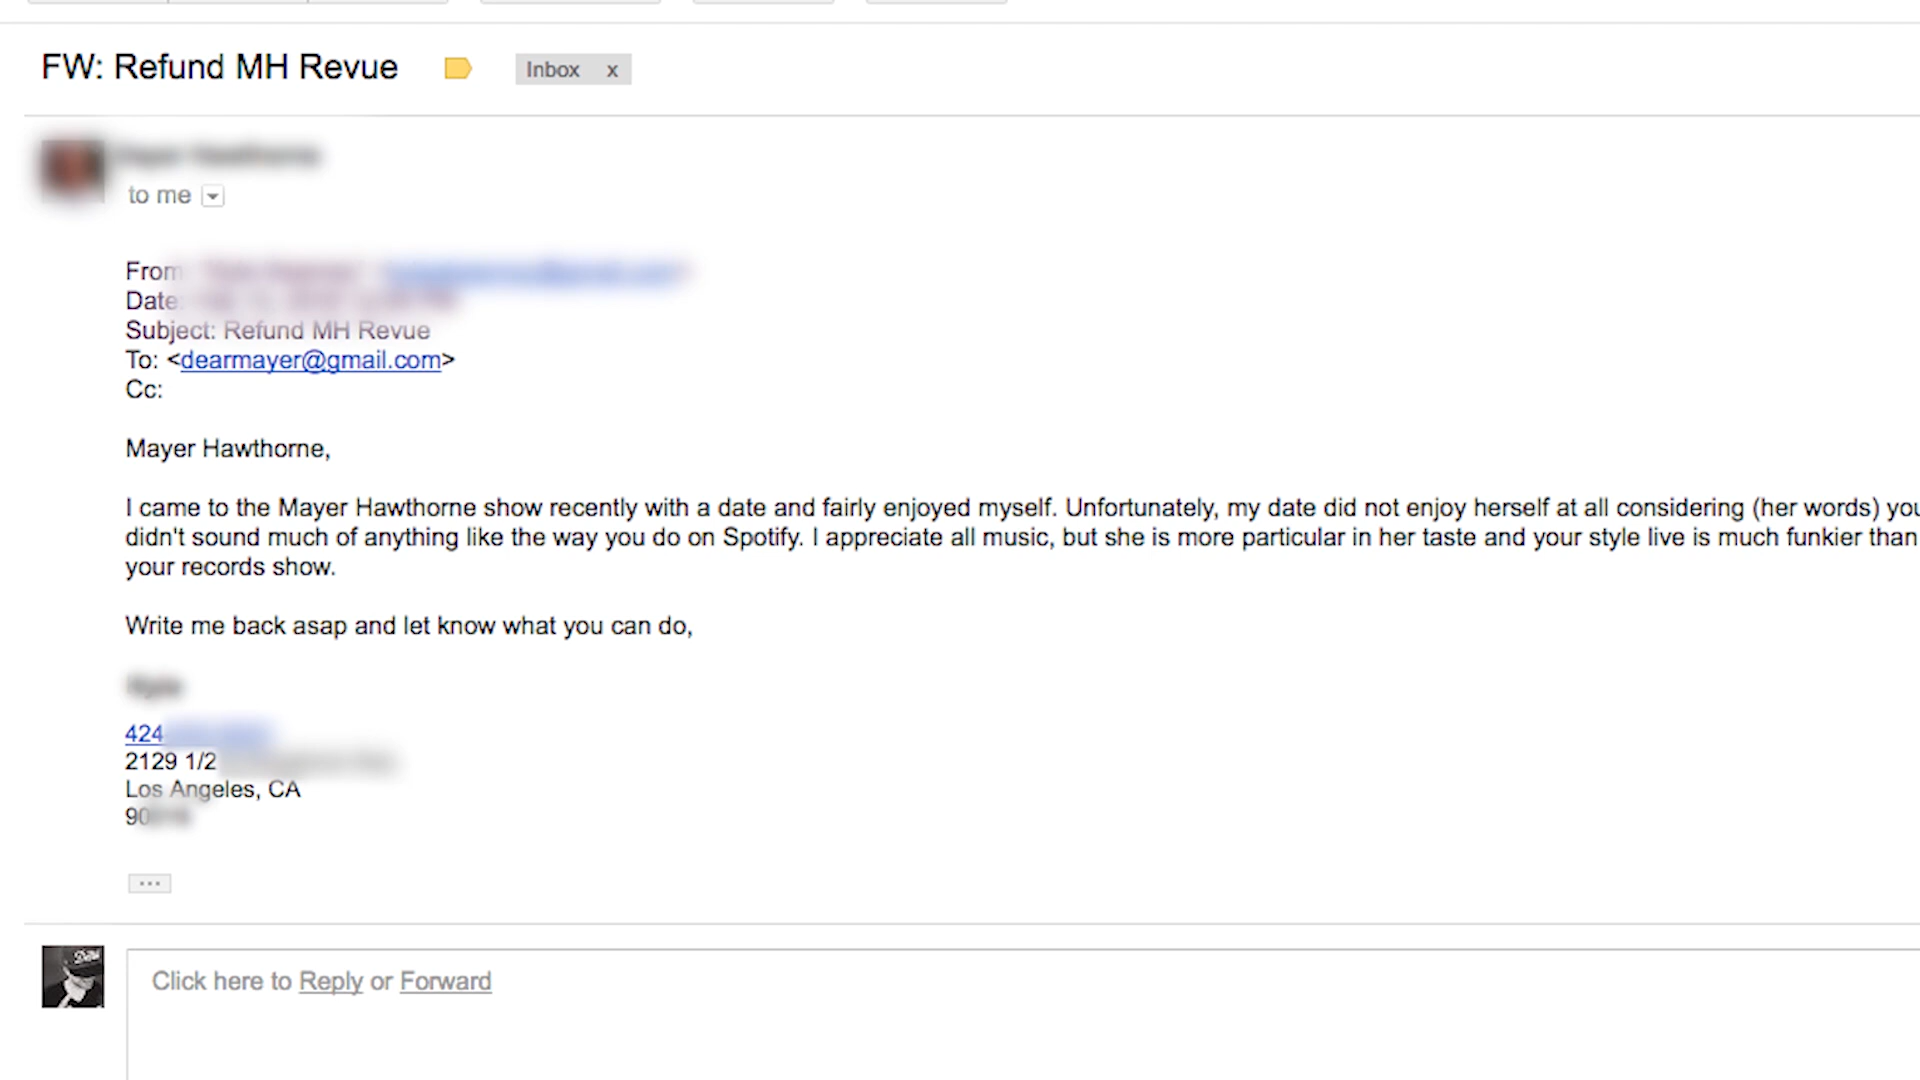 FW: Refund MH Revue
Inbox x
to me
From
Date:
Subject: Refund MH Revue
To: <dearmayer@gmail.com>
Cc:
Mayer Hawthorne,
I came to the Mayer Hawthorne show recently with a date and fairly enjoyed myself. Unfortunately, my date did not enjoy herself at all considering (her words) you
didn't sound much of anything like the way you do on Spotify. I appreciate all music, but she is more particular in her taste and your style live is much funkier than
your records show.
Write me back asap and let know what you can do,
424
2129 1/2
Los Angeles, CA
90
Click here to Reply or Forward